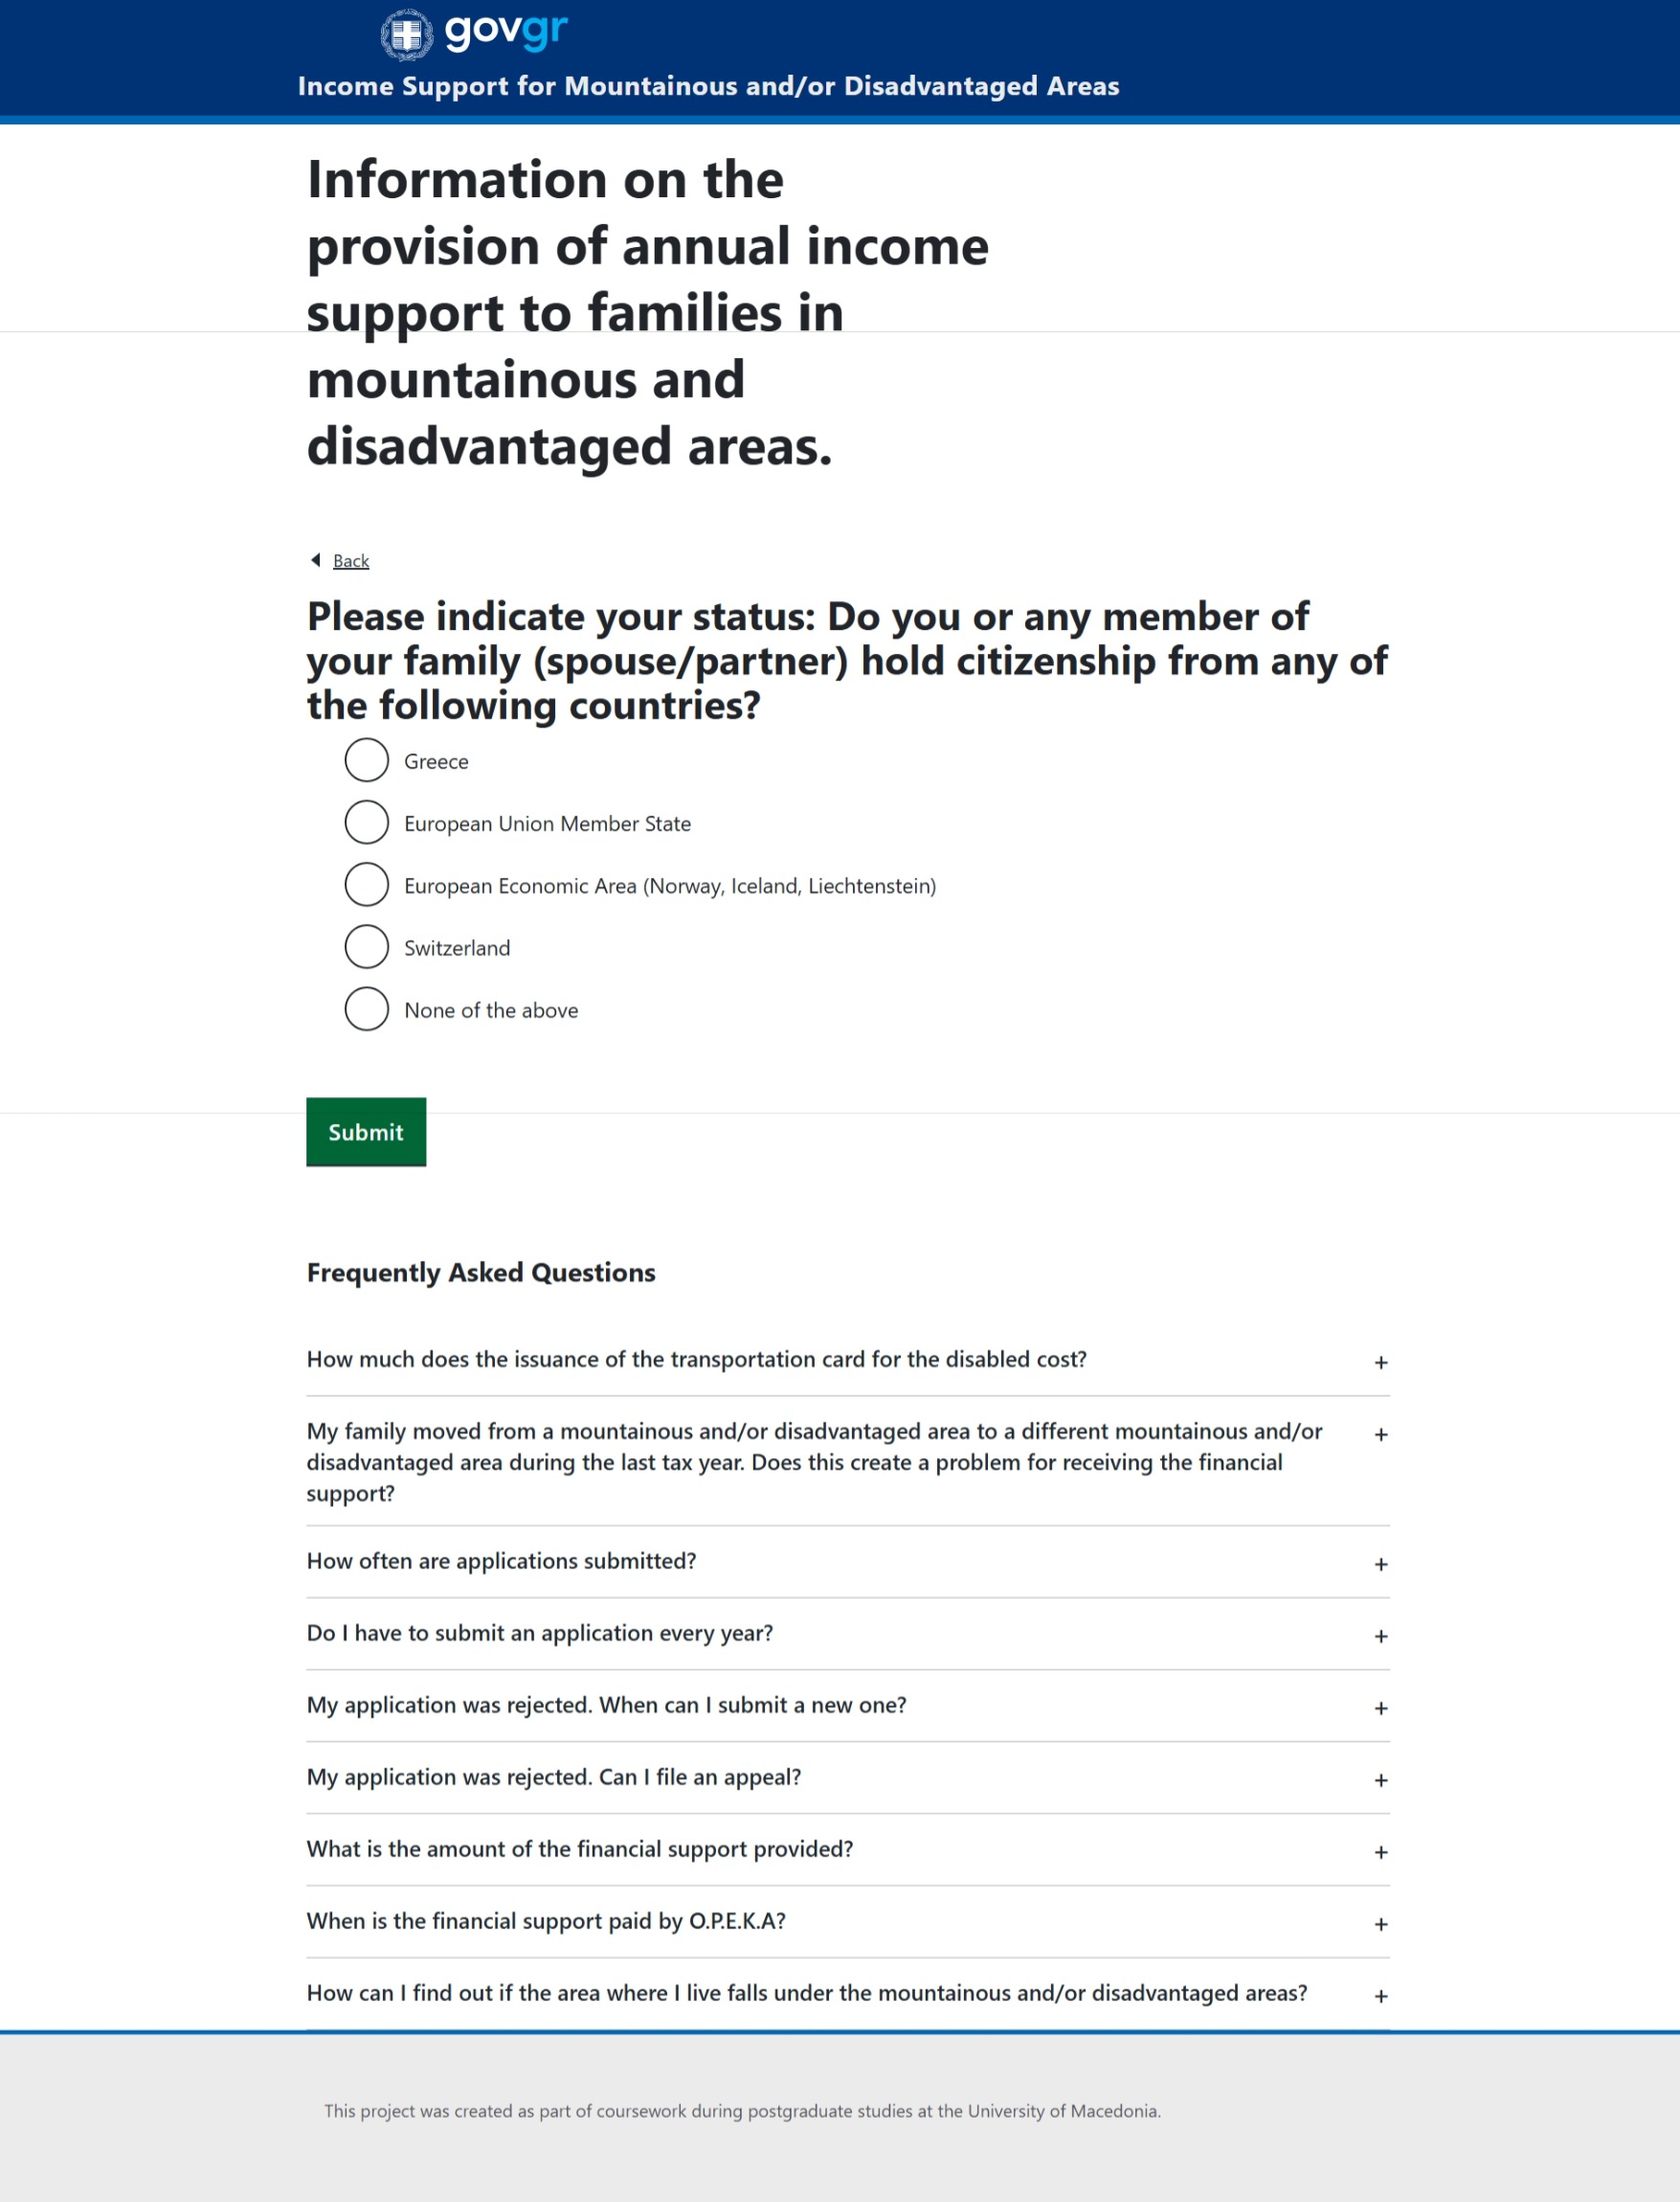 govgr
Income Support for Mountainous and/or Disadvantaged Areas
Information on the
provision of annual income
support to families in
mountainous and
disadvantaged areas.
Back
Please indicate your status: Do you or any member of
your family (spouse/partner) hold citizenship from any of
the following countries?
Greece
European Union Member State
European Economic Area (Norway, Iceland, Liechtenstein)
Switzerland
None of the above
Submit
Frequently Asked Questions
How much does the issuance of the transportation card for the disabled cost? +
My family moved from a mountainous and/or disadvantaged area to a different mountainous and/or +
disadvantaged area during the last tax year. Does this create a problem for receiving the financial
support?
How often are applications submitted? +
Do I have to submit an application every year? +
My application was rejected. When can I submit a new one? +
My application was rejected. Can I file an appeal? +
What is the amount of the financial support provided? +
When is the financial support paid by O.P.E.K.A? +
How can I find out if the area where I live falls under the mountainous and/or disadvantaged areas? +
This project was created as part of coursework during postgraduate studies at the University of Macedonia.